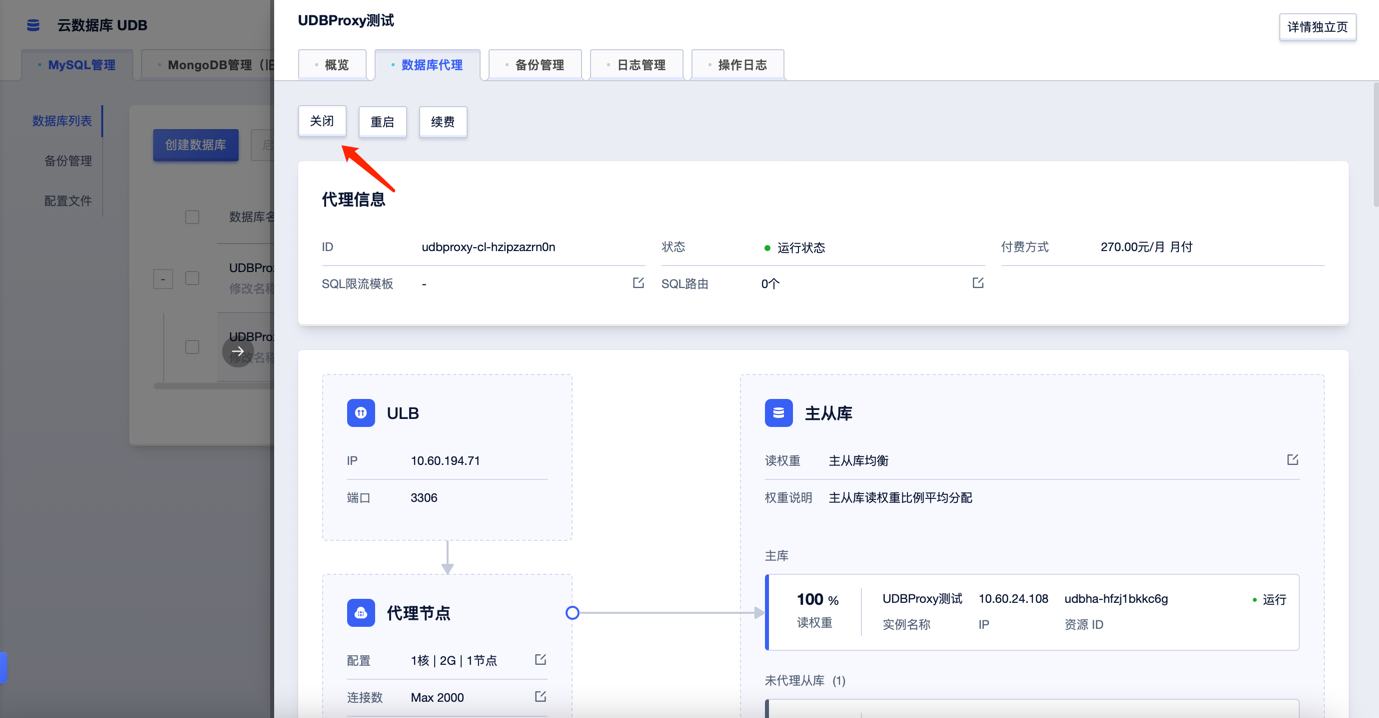 云数据库 UDB
MySQL管理
MongoDB管理（旧
数据库列表
备份管理
配置文件
创建数据库
数据库名
-
UDBPro
修改名称
UDBPro
修改名称
UDBProxy测试
详情独立页
概览
数据库代理
备份管理
日志管理
操作日志
关闭
重启
续费
代理信息
ID udbproxy-cl-hzipzazrn0n 状态 运行状态 付费方式 270.00元/月 月付
SQL限流模板 - SQL路由 0个
ULB
IP 10.60.194.71
端口 3306
代理节点
配置 1核 | 2G | 1节点
连接数 Max 2000
主从库
读权重 主从库均衡
权重说明 主从库读权重比例平均分配
主库
100 % UDBProxy测试 10.60.24.108 udbha-hfzj1bkkc6g 运行
读权重 实例名称 IP 资源 ID
未代理从库 (1)